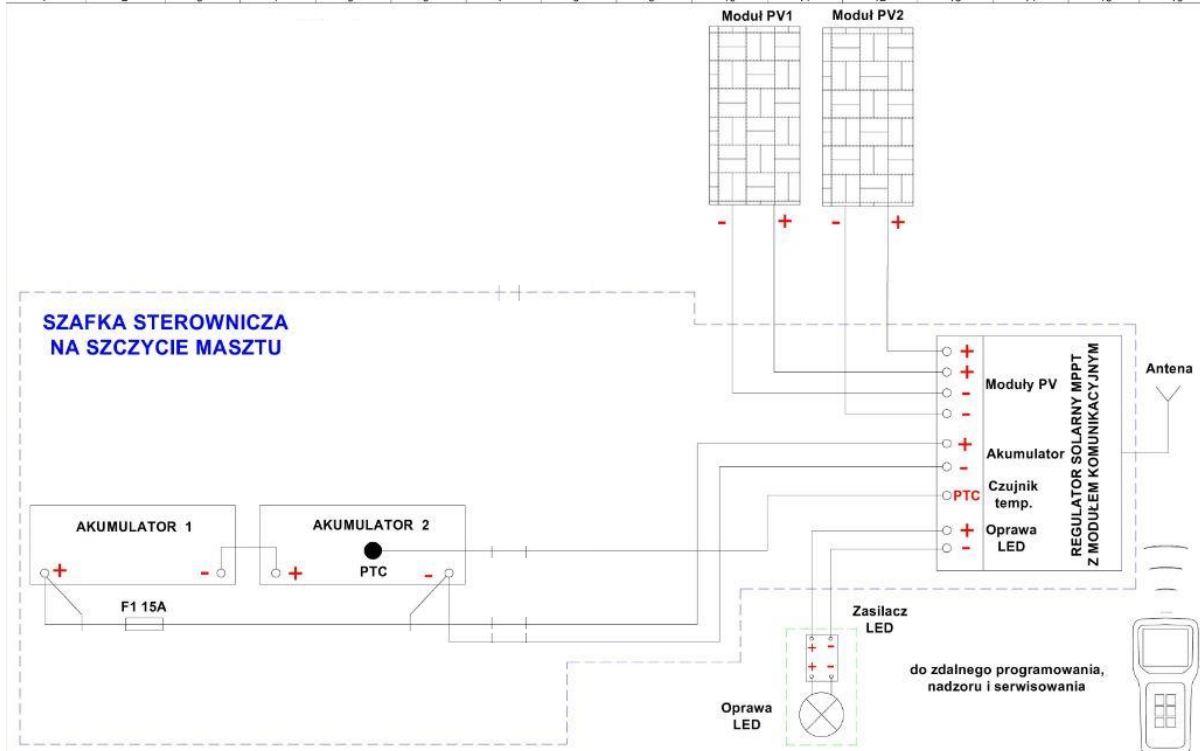 Moduł PV1
Moduł PV2
- +
- +
SZAFKA STEROWNICZA
NA SZCZYCIE MASZTU
+
+
-
-
Moduły PV
+
-
Akumulator
PTC
Czujnik
temp.
+
-
Oprawa
LED
REGULATOR SOLARNY MPPT
Z MODUŁEM KOMUNIKACYJNYM
Antena
AKUMULATOR 1
+ -
AKUMULATOR 2
PTC
+ -
F1 15A
Zasilacz
LED
+ -
+ -
Oprawa
LED
do zdalnego programowania,
nadzoru i serwisowania